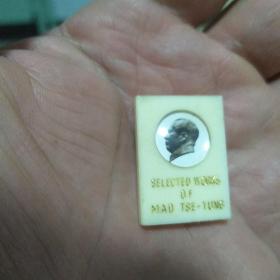 SELECTED WORKS
OF
MAO TSE-TUNG